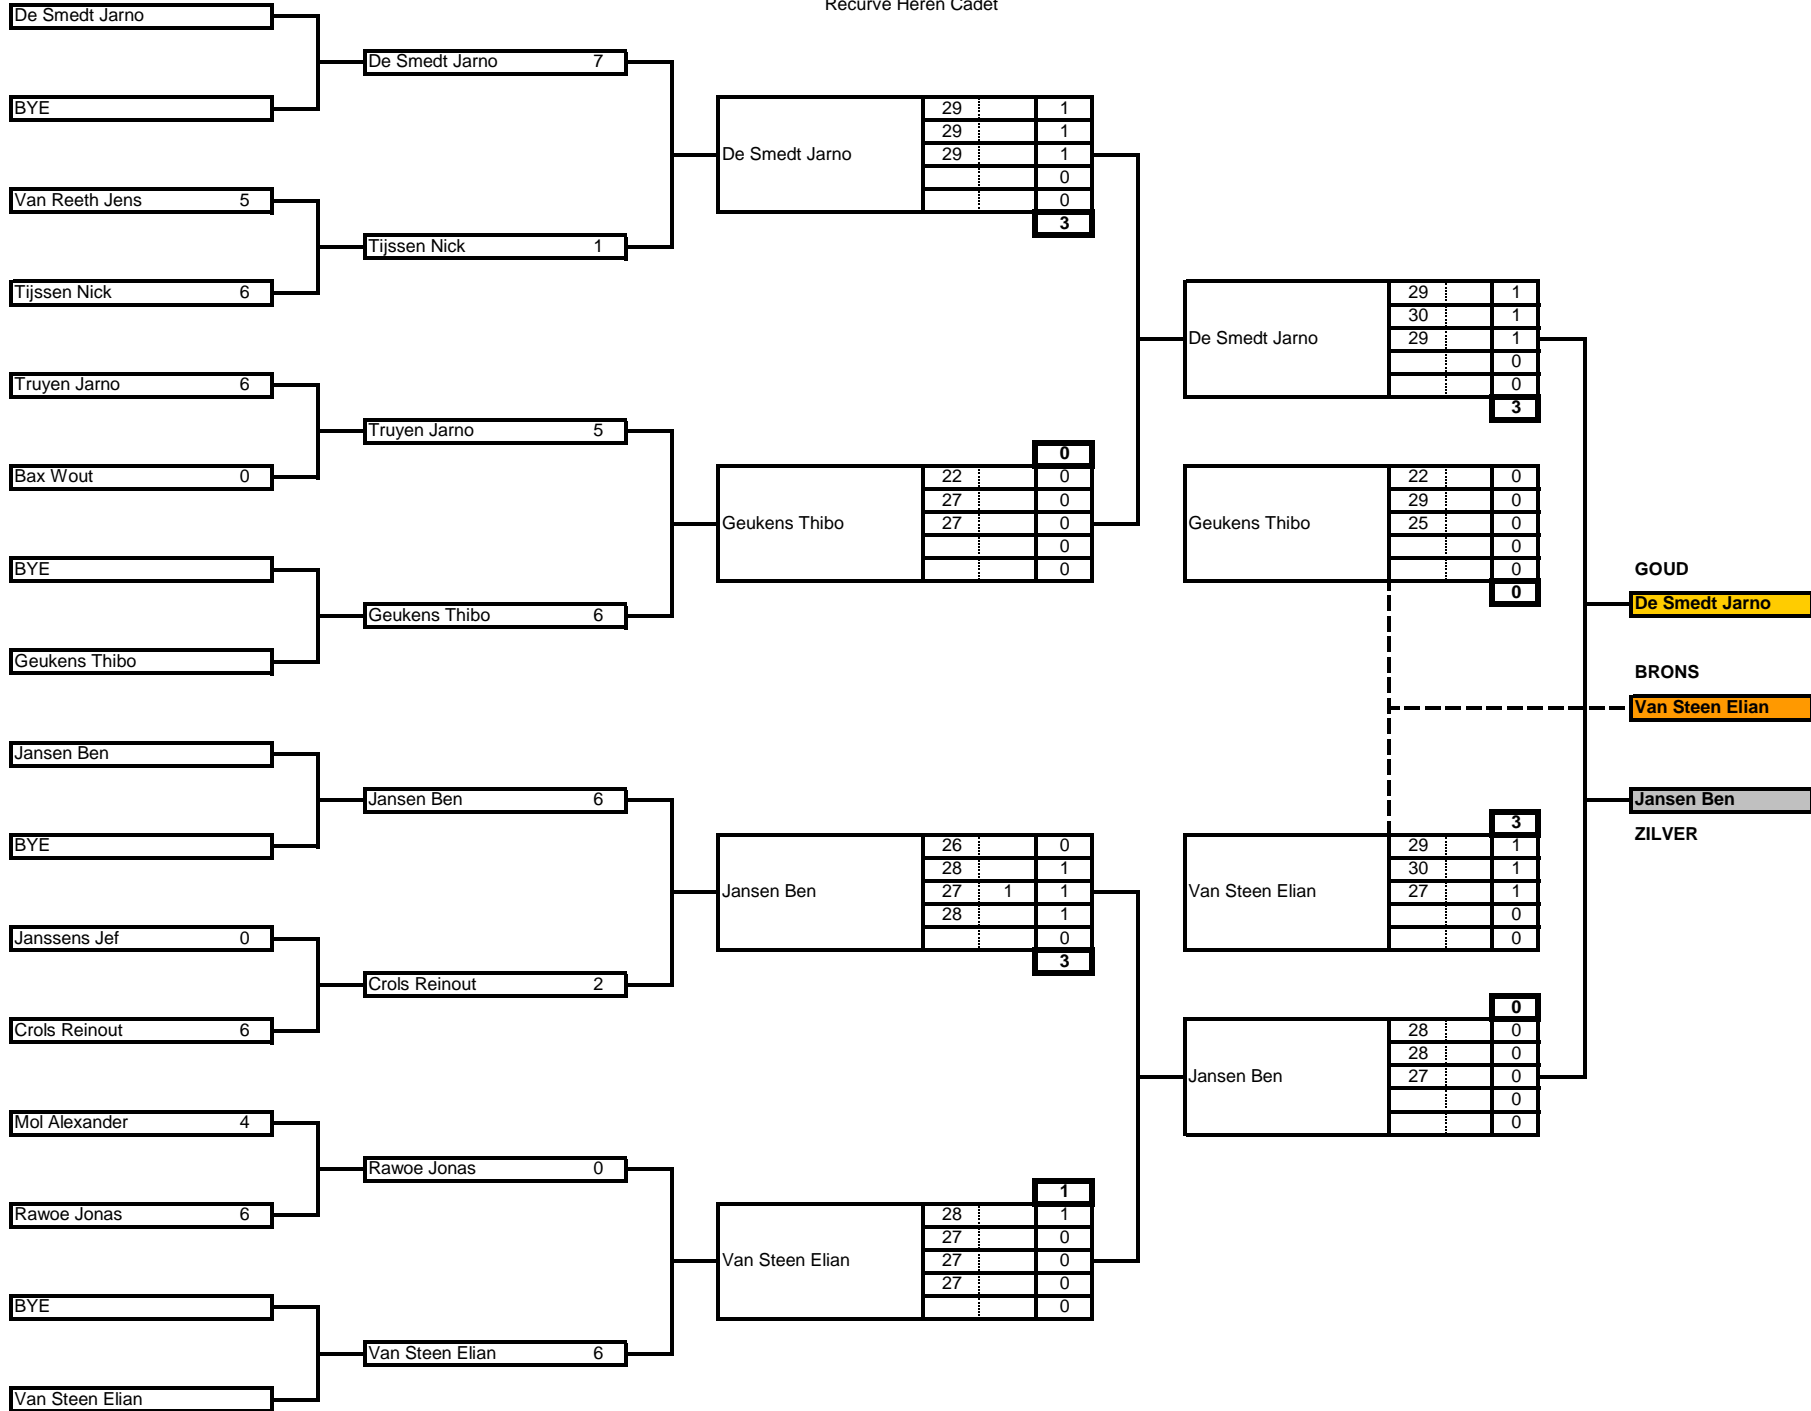 Recurve Heren Cadet
De Smedt Jarno
BYE
Van Reeth Jens 5
Tijssen Nick 6
Truyen Jarno 6
Bax Wout 0
BYE
Geukens Thibo
Jansen Ben
BYE
Janssens Jef 0
Crols Reinout 6
Mol Alexander 4
Rawoe Jonas 6
BYE
Van Steen Elian
De Smedt Jarno 7
Tijssen Nick 1
Truyen Jarno 5
Geukens Thibo 6
Jansen Ben 6
Crols Reinout 2
Rawoe Jonas 0
Van Steen Elian 6
De Smedt Jarno
29 1
29 1
29 1
0
0
3
0
Geukens Thibo
22 0
27 0
27 0
0
0
Jansen Ben
26 0
28 1
27 1 1
28 1
0
3
1
Van Steen Elian
28 1
27 0
27 0
27 0
0
De Smedt Jarno
29 1
30 1
29 1
0
0
3
Geukens Thibo
22 0
29 0
25 0
0
0
0
3
Van Steen Elian
29 1
30 1
27 1
0
0
0
Jansen Ben
28 0
28 0
27 0
0
0
GOUD
De Smedt Jarno
BRONS
Van Steen Elian
Jansen Ben
ZILVER